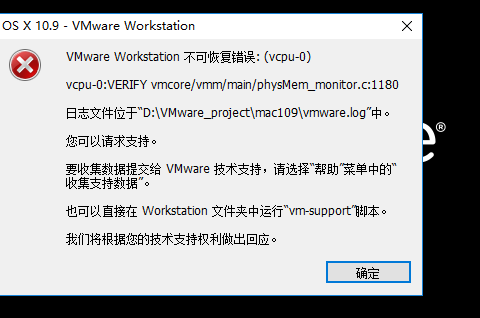 OS X 10.9 - VMware Workstation
VMware Workstation 不可恢复错误: (vcpu-0)
vcpu-0:VERIFY vmcore/vmm/main/physMem_monitor.c:1180
日志文件位于“D:\VMware_project\mac109\vmware.log”中。
您可以请求支持。
要收集数据提交给 VMware 技术支持，请选择“帮助”菜单中的“
收集支持数据”。
也可以直接在 Workstation 文件夹中运行“vm-support”脚本。
我们将根据您的技术支持权利做出回应。
确定
e®